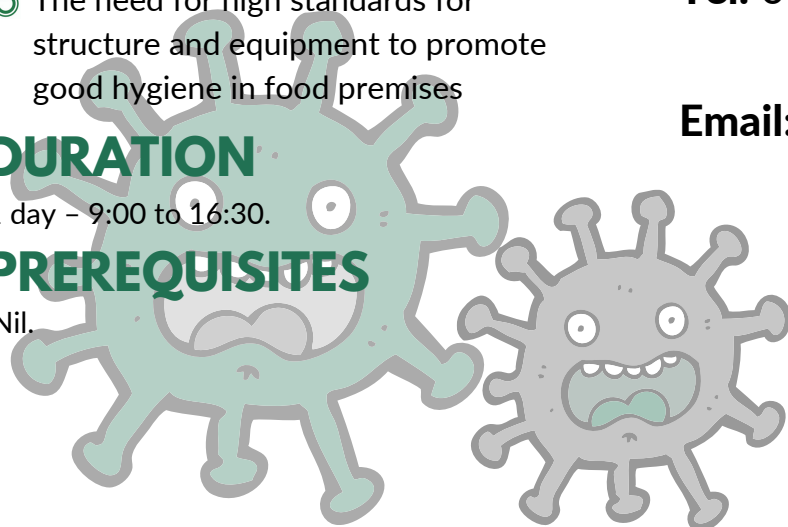 The need for high standards for
structure and equipment to promote
good hygiene in food premises
Email:
DURATION
day – 9:00 to 16:30.
PREREQUISITES
Nil.